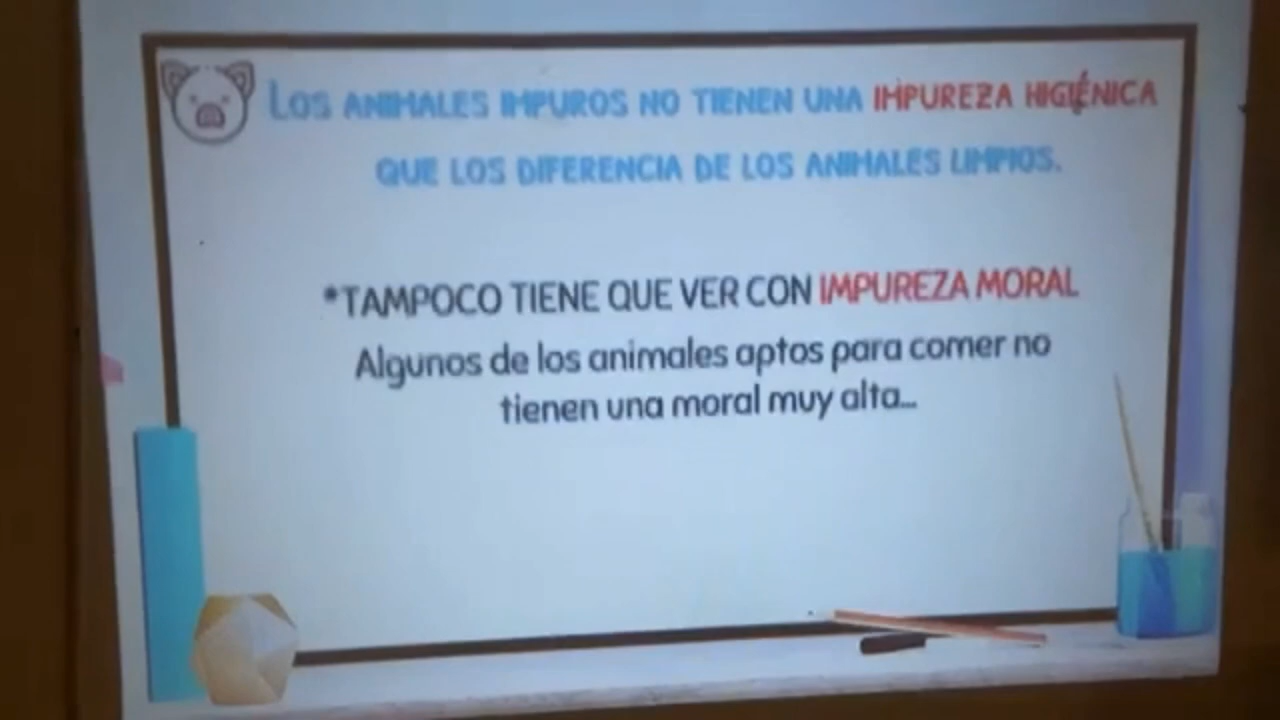 LOS ANIMALES IMPUROS NO TIENEN UNA IMPUREZA HIGIÉNICA
QUE LOS DIFERENCIA DE LOS ANIMALES LIMPIOS.
*TAMPOCO TIENE QUE VER CON IMPUREZA MORAL
Algunos de los animales aptos para comer no
tienen una moral muy alta...